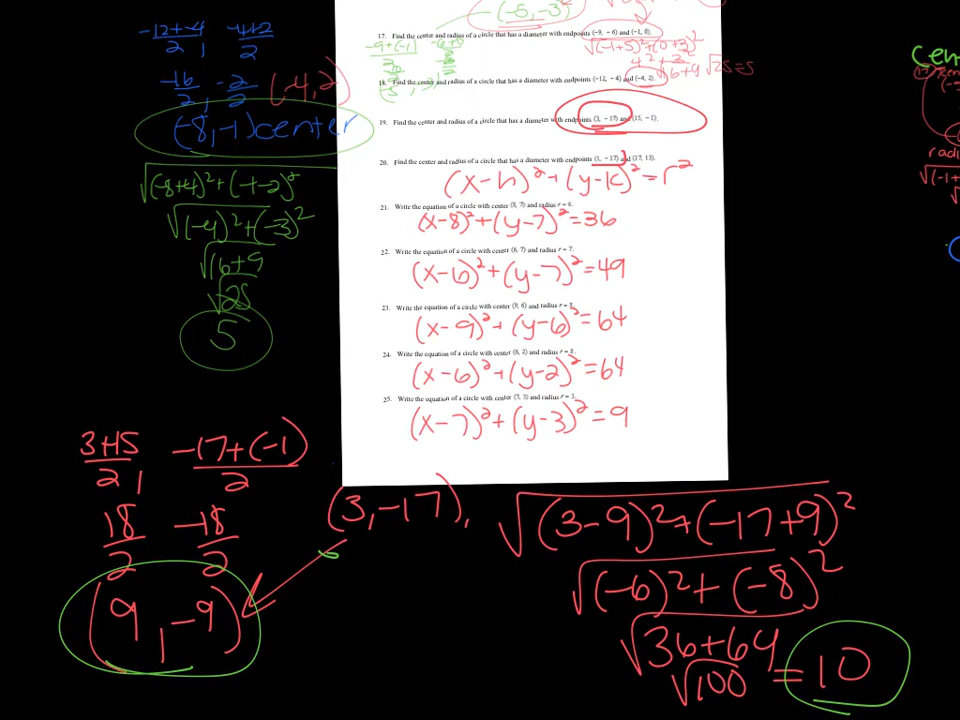 (-5, -3)
17. Find the center and radius of a circle that has a diameter with endpoints (-9, -6) and (-1, 0).
√(-1+5)²+(0+3)²
18. Find the center and radius of a circle that has a diameter with endpoints (-12, -4) and (-4, 2).
19. Find the center and radius of a circle that has a diameter with endpoints (3, -17) and (15, -1).
20. Find the center and radius of a circle that has a diameter with endpoints (1, -17) and (17, 13).
(x-h)²+(y-k)²=r²
21. Write the equation of a circle with center (8, 7) and radius r = 6.
(x-8)²+(y-7)²=36
22. Write the equation of a circle with center (6, 7) and radius r = 7.
(x-6)²+(y-7)²=49
23. Write the equation of a circle with center (9, 6) and radius r = 8.
(x-9)²+(y-6)²=64
24. Write the equation of a circle with center (6, 2) and radius r = 8.
(x-6)²+(y-2)²=64
25. Write the equation of a circle with center (7, 3) and radius r = 3.
(x-7)²+(y-3)²=9
-12+-4/2, -4+2/2
-16/2, -2/2 (-4,2)
(-8,-1)center
√(-8+4)²+(-1-2)²
√(-4)²+(-3)²
√16+9
√25
5
3+15/2, -17+(-1)/2
18/2 -18/2
(9,-9)
(3,-17),
√(3-9)²+(-17+9)²
√(-6)²+(-8)²
√36+64
√100 = 10